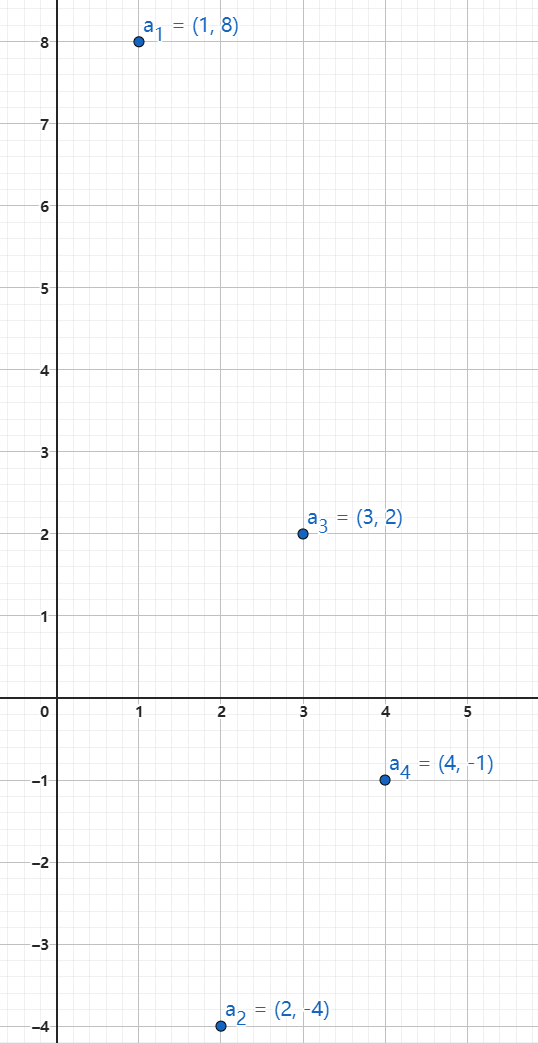 a1 = (1, 8)
8
7
6
5
4
3
a3 = (3, 2)
2
1
0 1 2 3 4 5
a4 = (4, -1)
–1
–2
–3
a2 = (2, -4)
–4